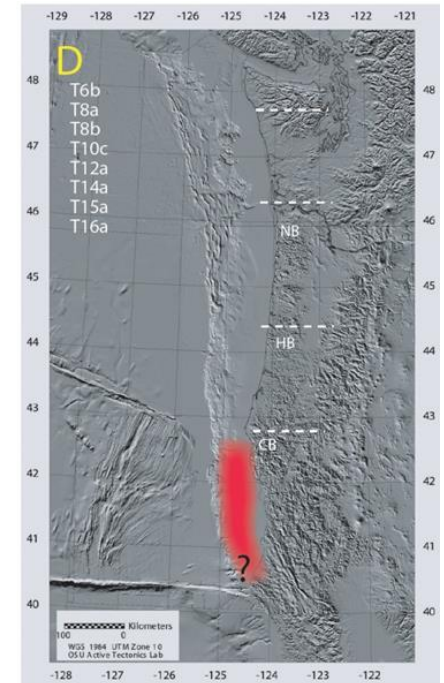 -128 -127 -126 -125 -124 -123 -122 -121
D
T6b
T8a
T8b
T10c
T12a
T14a
T15a
T16a
48 48
47 47
46 46
45 45
44 44
43 43
42 42
41 41
40 40
NB
HB
CB
?
Kilometers
100 0
WGS 1984 UTM Zone 10
OSU Active Tectonics Lab
-128 -127 -126 -125 -124 -123 -122